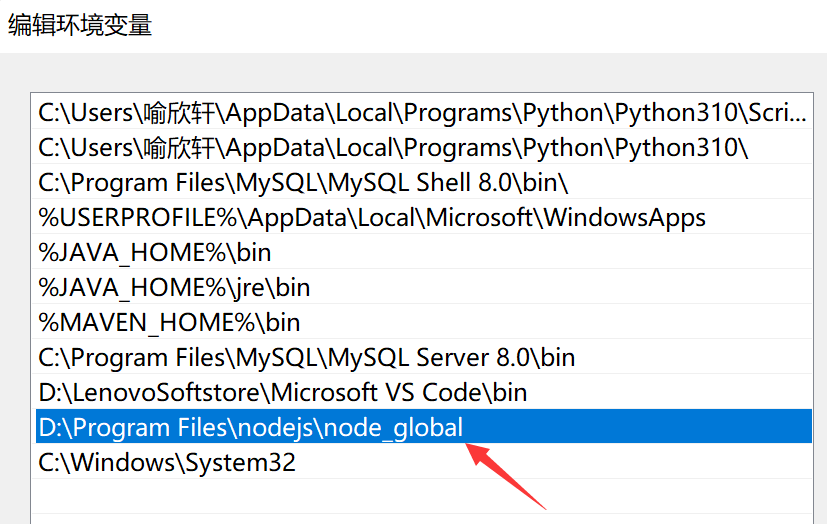 编辑环境变量
C:\Users\喻欣轩\AppData\Local\Programs\Python\Python310\Scri...
C:\Users\喻欣轩\AppData\Local\Programs\Python\Python310\
C:\Program Files\MySQL\MySQL Shell 8.0\bin\
%USERPROFILE%\AppData\Local\Microsoft\WindowsApps
%JAVA_HOME%\bin
%JAVA_HOME%\jre\bin
%MAVEN_HOME%\bin
C:\Program Files\MySQL\MySQL Server 8.0\bin
D:\LenovoSoftstore\Microsoft VS Code\bin
D:\Program Files\nodejs\node_global
C:\Windows\System32